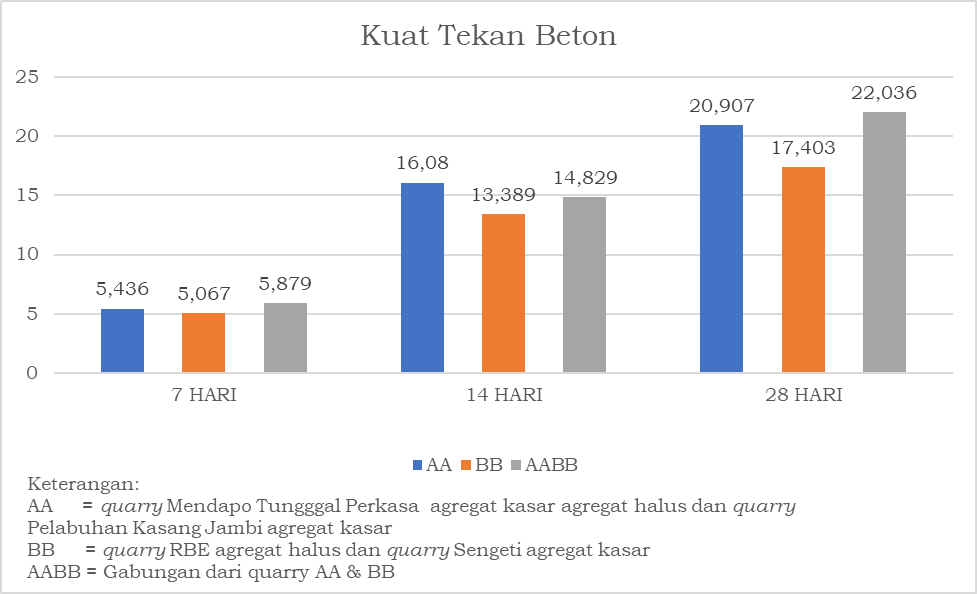 Kuat Tekan Beton
25
20
15
10
5
0
5,436
5,067
5,879
16,08
13,389
14,829
20,907
17,403
22,036
7 HARI
14 HARI
28 HARI
AA BB AABB
Keterangan:
AA = quarry Mendapo Tungggal Perkasa agregat kasar agregat halus dan quarry
Pelabuhan Kasang Jambi agregat kasar
BB = quarry RBE agregat halus dan quarry Sengeti agregat kasar
AABB = Gabungan dari quarry AA & BB